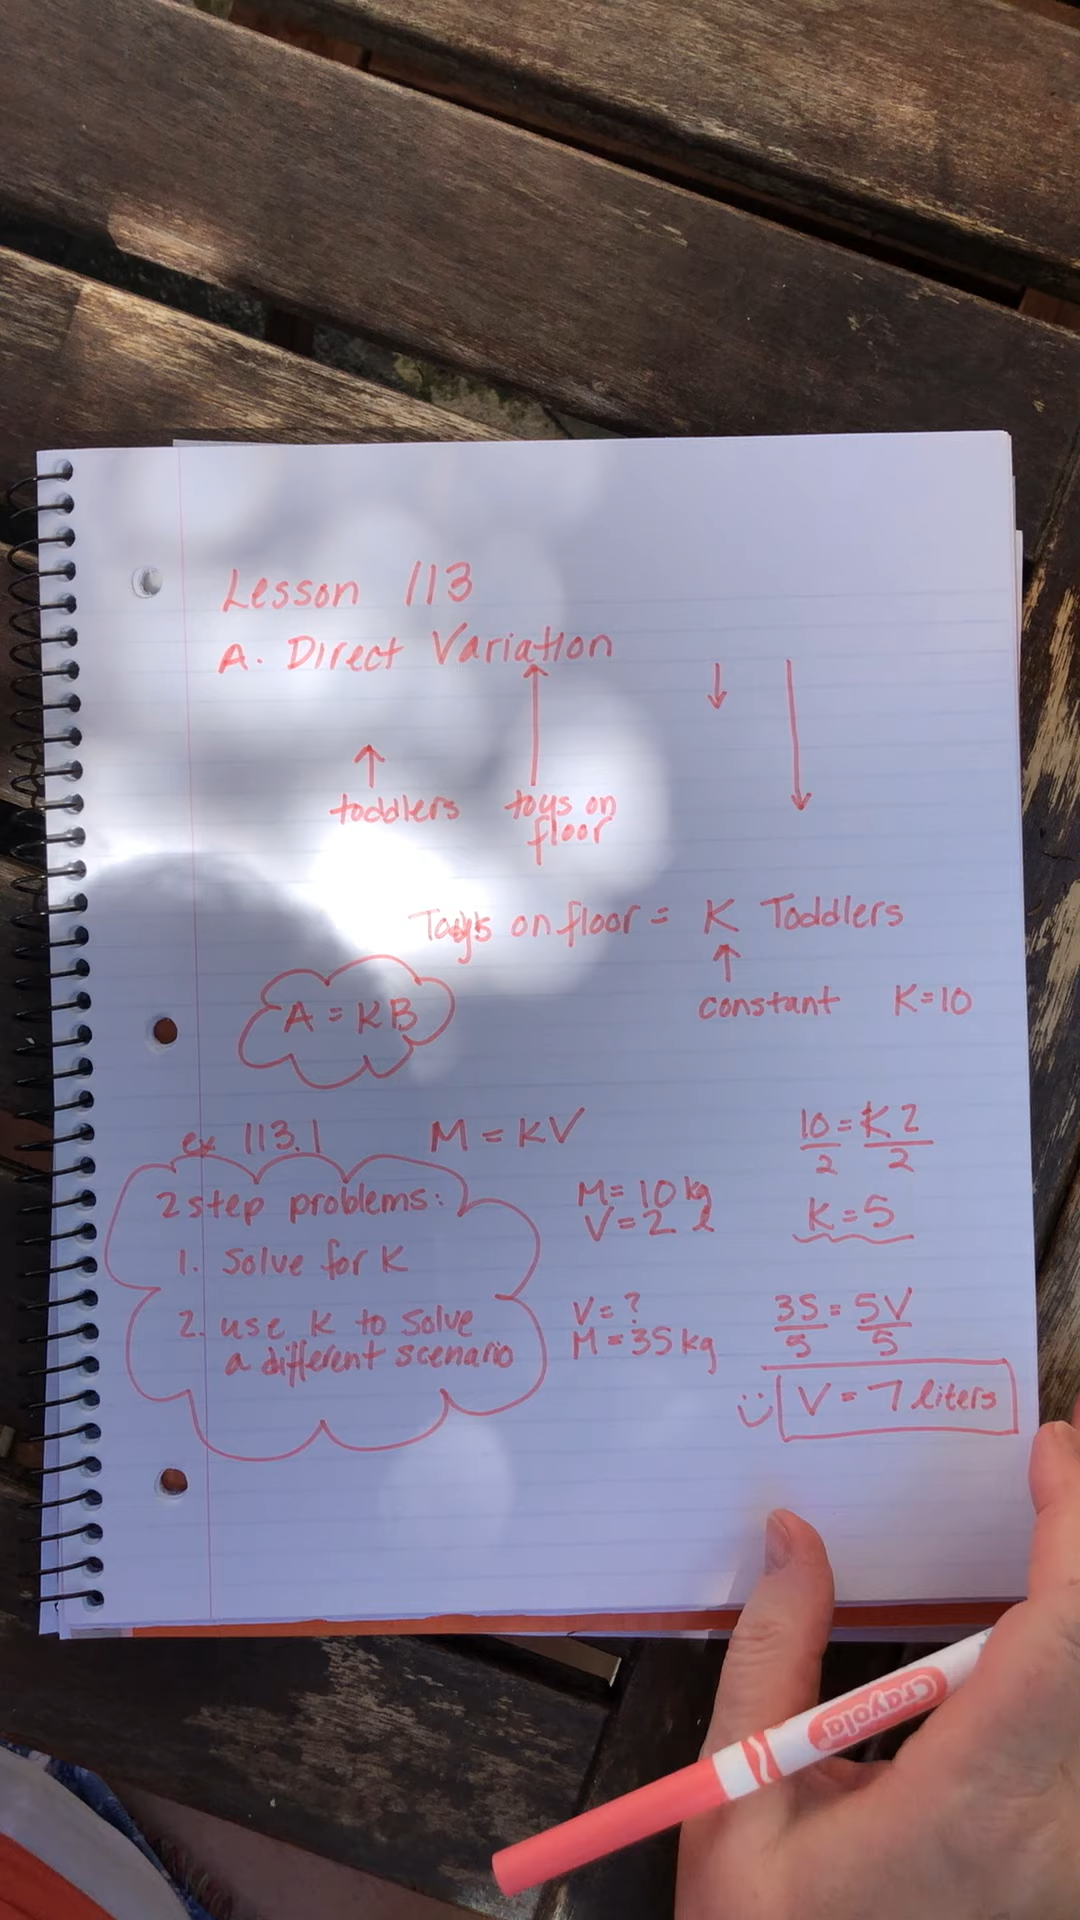 Lesson 113
A. Direct Variation
toddlers
toys on
floor
Toys on floor = K Toddlers
constant K=10
A = KB
ex 113.1
M = KV
2 step problems:
1. Solve for K
2. use K to solve
a different scenario
M= 10 kg
V=2 l
10 = K2
2 2
K=5
V= ?
M=35 kg
35 = 5V
5 5
V = 7 liters
Crayola